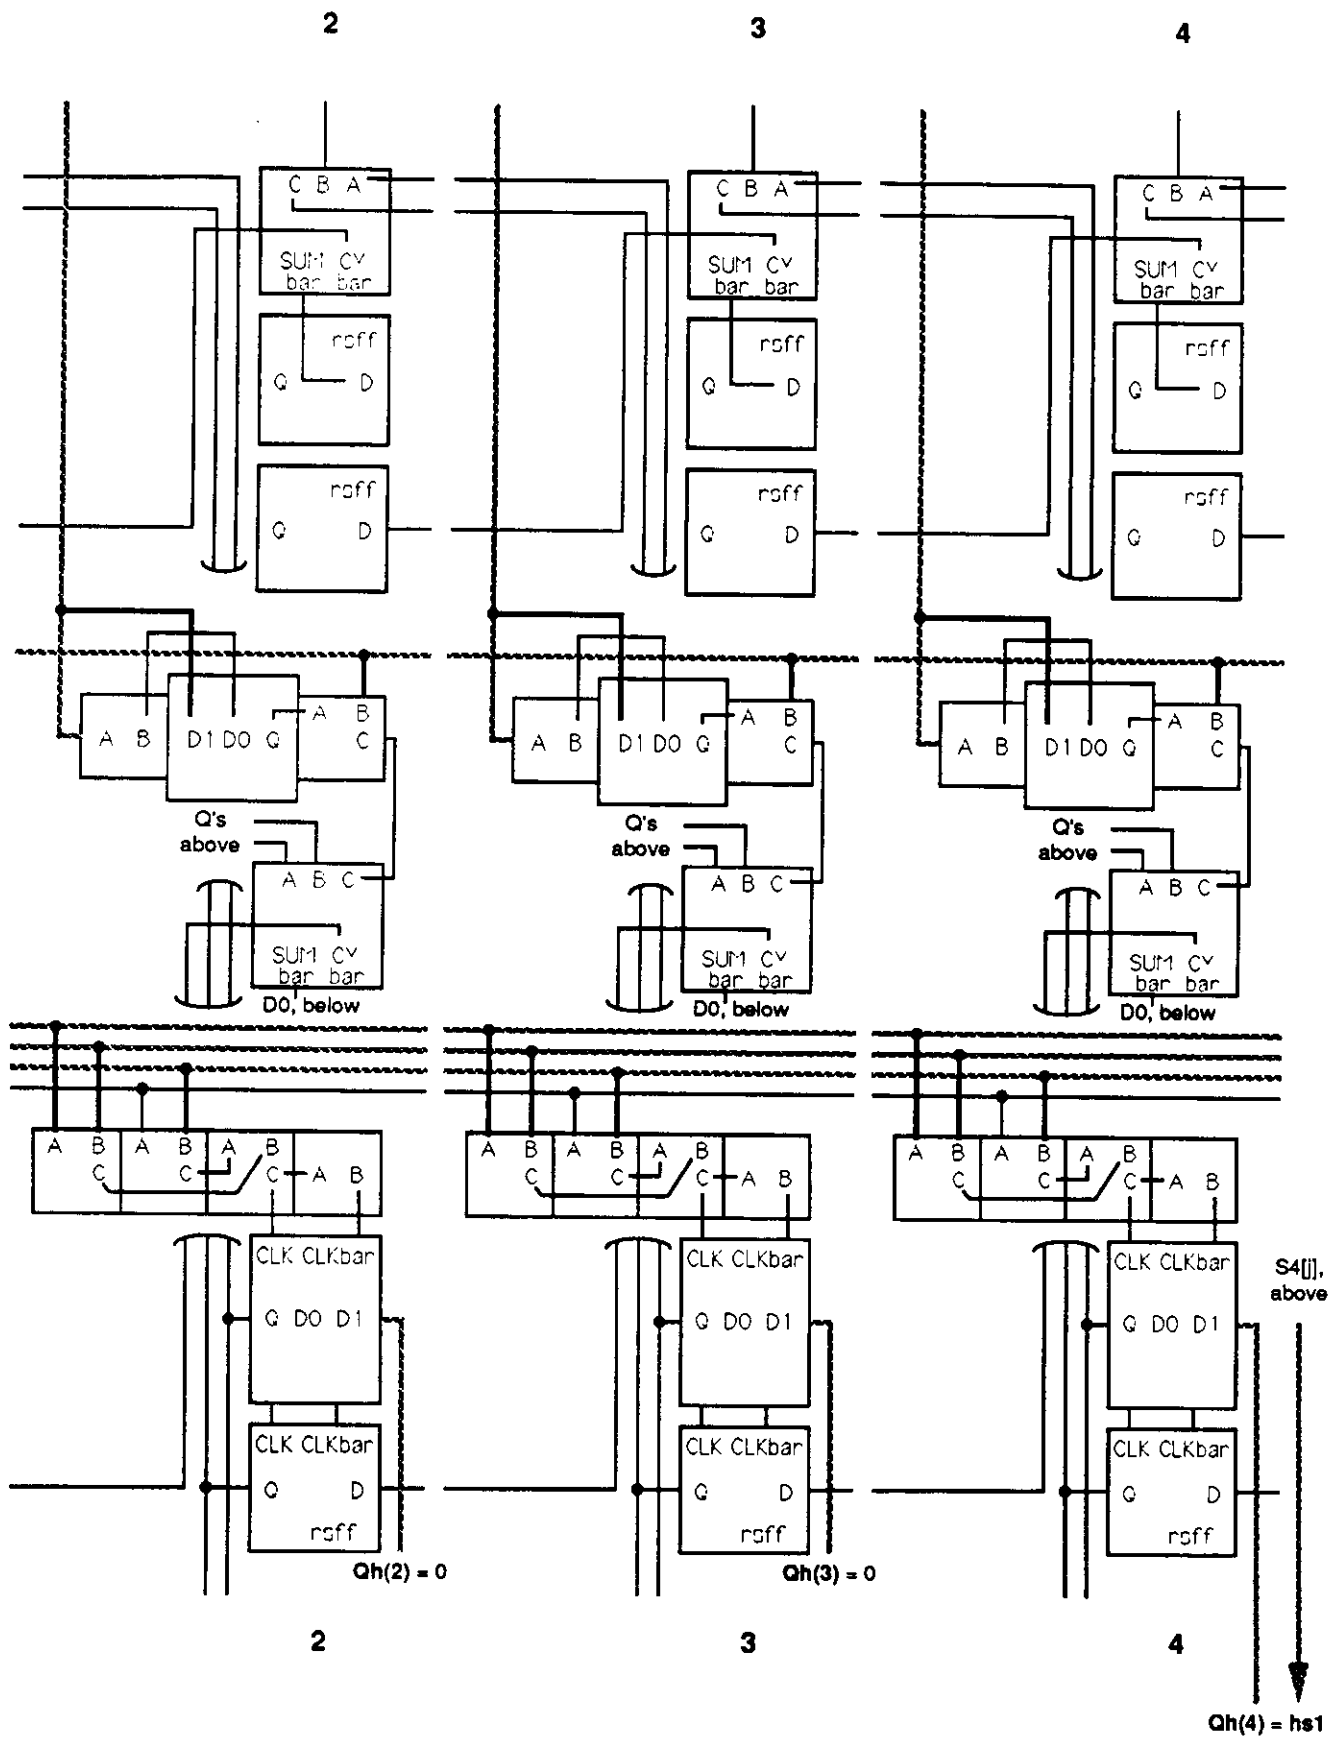 2 3 4
C B A C B A C B A
SUM CY SUM CY SUM CY
bar bar bar bar bar bar
rsff rsff rsff
Q D Q D Q D
rsff rsff rsff
Q D Q D Q D
A B A B A B
A B D1 D0 Q C A B D1 D0 Q C A B D1 D0 Q C
Q's Q's Q's
above above above
A B C A B C A B C
SUM CY SUM CY SUM CY
bar bar bar bar bar bar
D0, below D0, below D0, below
A B A B A B A B A B A B A B A B A B
C C C A B C C C A B C C C A B
CLK CLKbar CLK CLKbar CLK CLKbar S4[j],
above
Q D0 D1 Q D0 D1 Q D0 D1
CLK CLKbar CLK CLKbar CLK CLKbar
Q D Q D Q D
rsff rsff rsff
Qh(2) = 0 Qh(3) = 0
2 3 4
Qh(4) = hs1